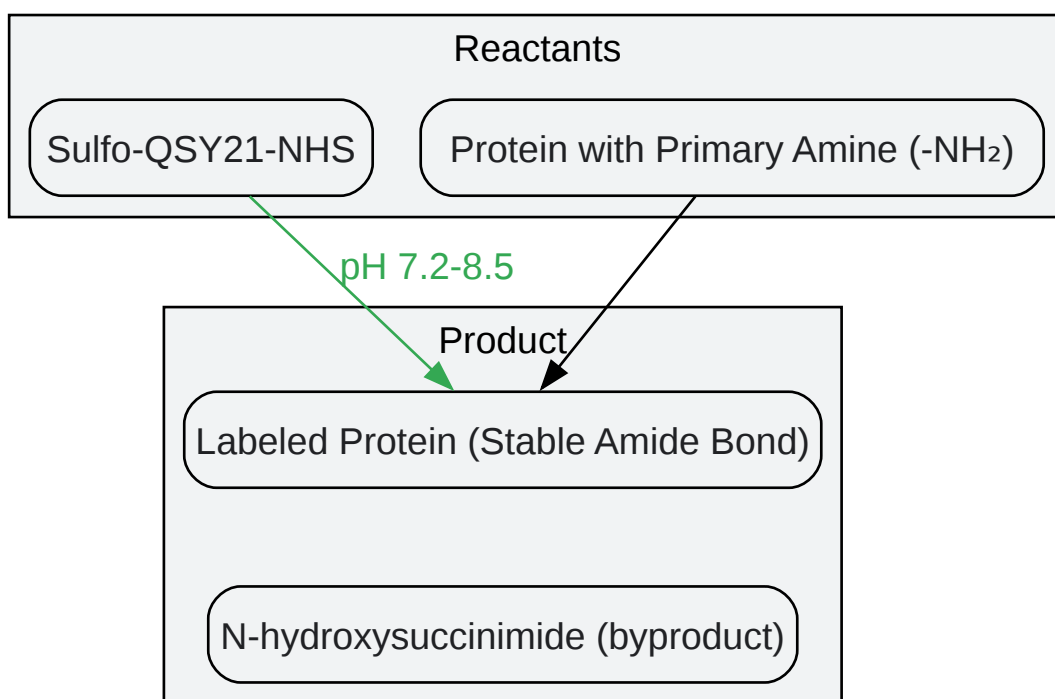 Reactants
Sulfo-QSY21-NHS
Protein with Primary Amine (-NH₂)
pH 7.2-8.5
Product
Labeled Protein (Stable Amide Bond)
N-hydroxysuccinimide (byproduct)